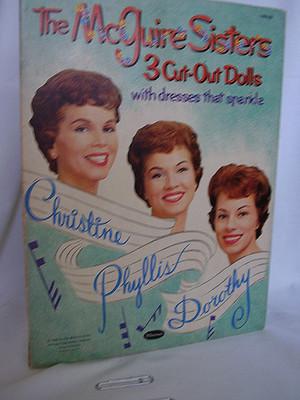 The McGuire Sisters
3 Cut-Out Dolls
with dresses that sparkle
Christine
Phyllis
Dorothy